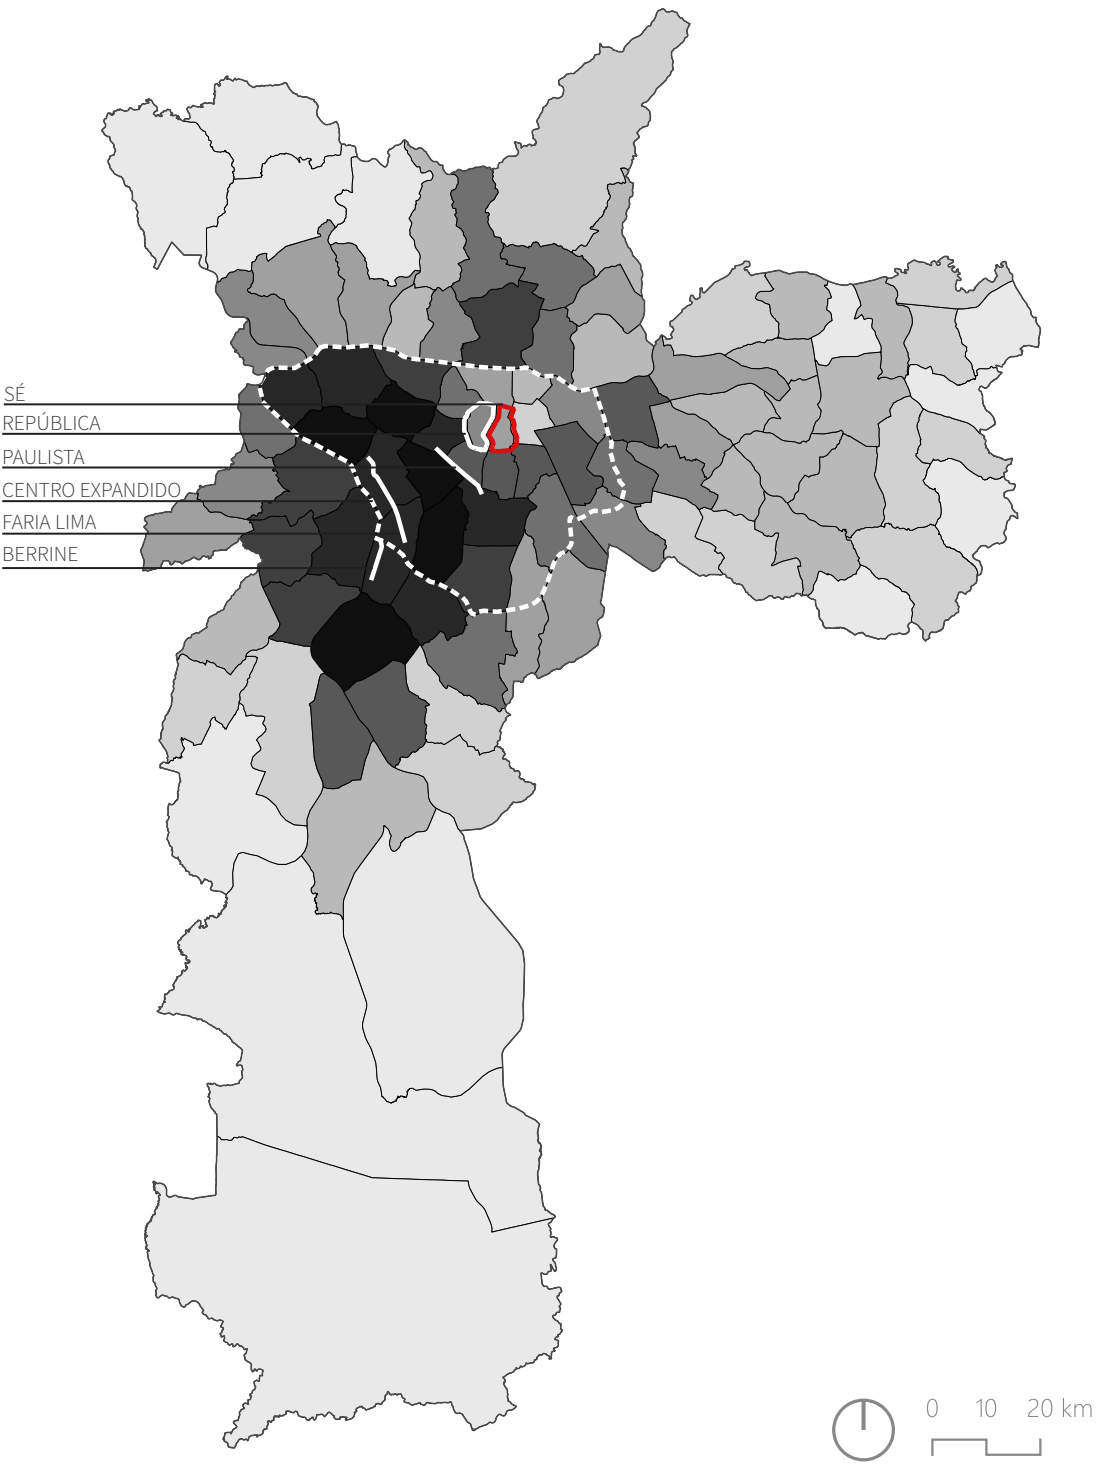 SÉ
REPÚBLICA
PAULISTA
CENTRO EXPANDIDO
FARIA LIMA
BERRINE
0 10 20 km